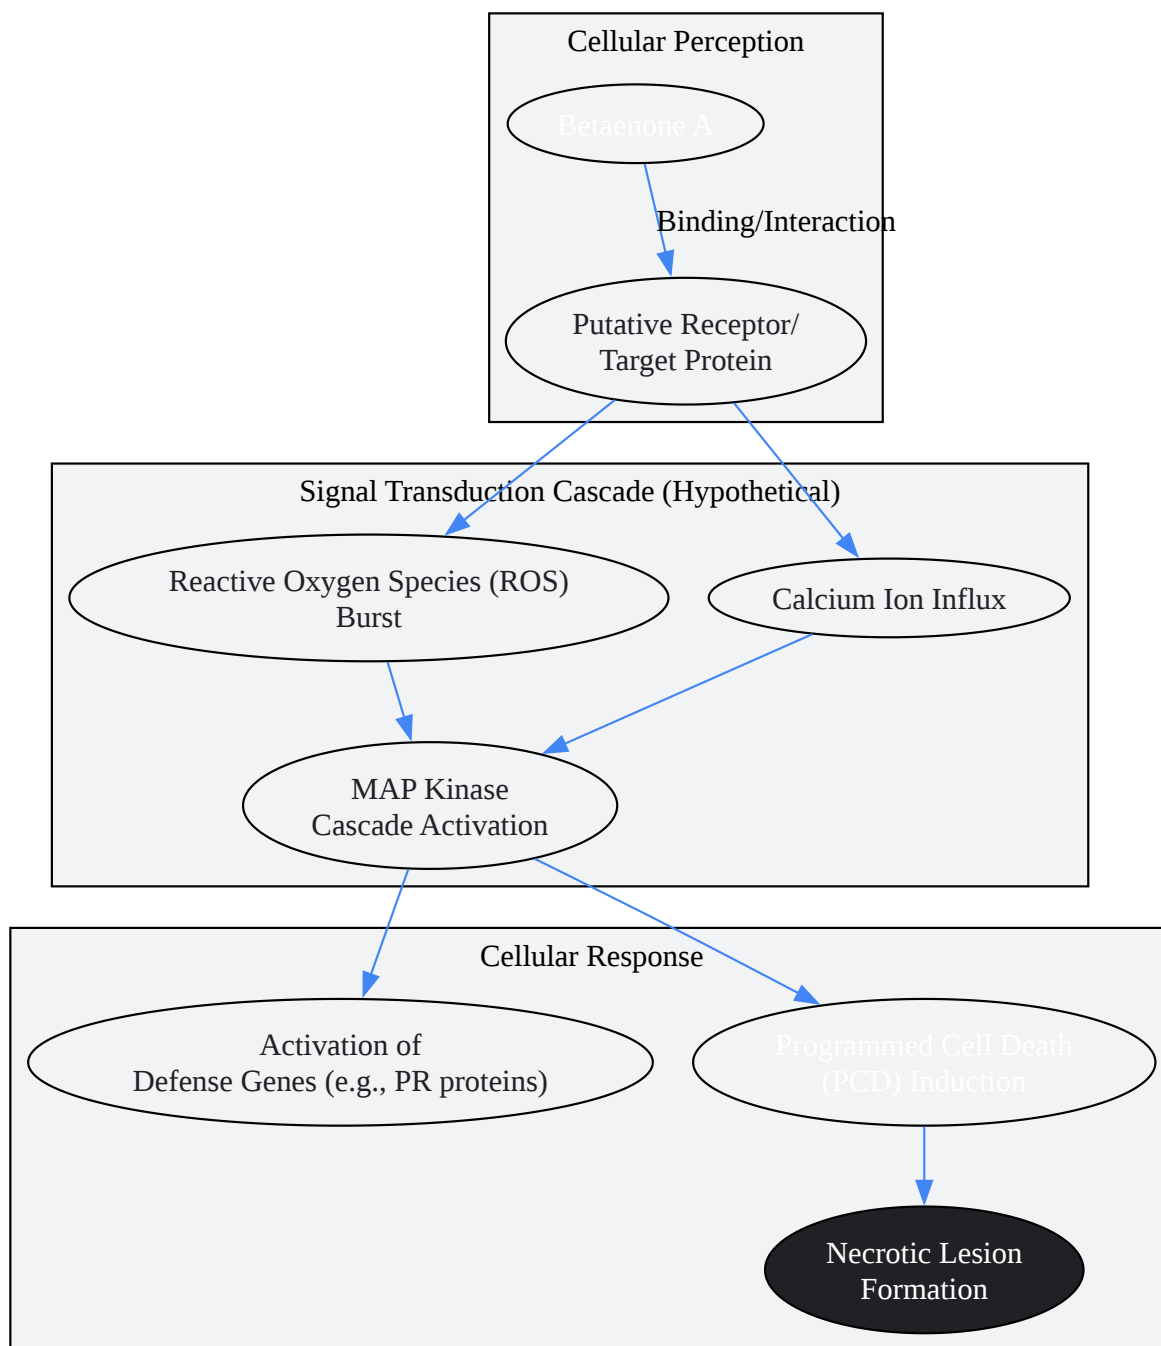 Cellular Perception
Betaenone A
Binding/Interaction
Putative Receptor/
Target Protein
Signal Transduction Cascade (Hypothetical)
Reactive Oxygen Species (ROS)
Burst
Calcium Ion Influx
MAP Kinase
Cascade Activation
Cellular Response
Activation of
Defense Genes (e.g., PR proteins)
Programmed Cell Death
(PCD) Induction
Necrotic Lesion
Formation